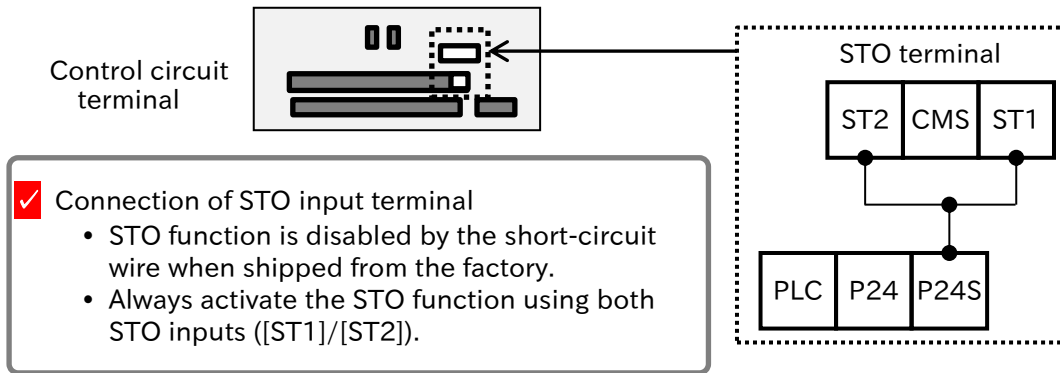 Control circuit
terminal
STO terminal
ST2 CMS ST1
PLC P24 P24S
✓ Connection of STO input terminal
• STO function is disabled by the short-circuit
wire when shipped from the factory.
• Always activate the STO function using both
STO inputs ([ST1]/[ST2]).